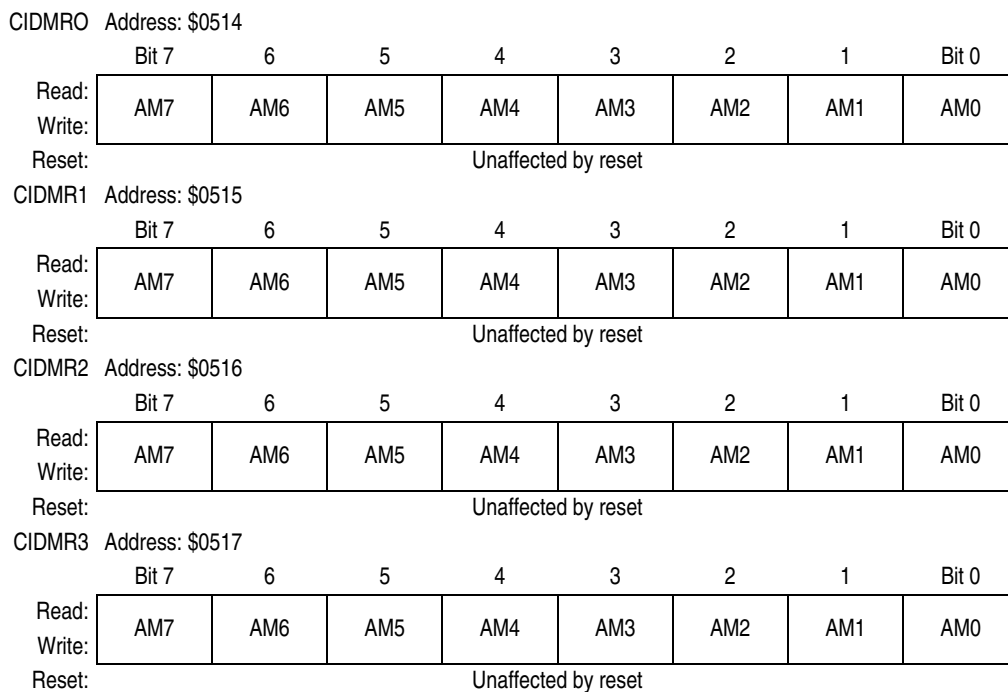 CIDMRO Address: $0514
Bit 7 6 5 4 3 2 1 Bit 0
Read:
Write:
AM7 AM6 AM5 AM4 AM3 AM2 AM1 AM0
Reset: Unaffected by reset
CIDMR1 Address: $0515
Bit 7 6 5 4 3 2 1 Bit 0
Read:
Write:
AM7 AM6 AM5 AM4 AM3 AM2 AM1 AM0
Reset: Unaffected by reset
CIDMR2 Address: $0516
Bit 7 6 5 4 3 2 1 Bit 0
Read:
Write:
AM7 AM6 AM5 AM4 AM3 AM2 AM1 AM0
Reset: Unaffected by reset
CIDMR3 Address: $0517
Bit 7 6 5 4 3 2 1 Bit 0
Read:
Write:
AM7 AM6 AM5 AM4 AM3 AM2 AM1 AM0
Reset: Unaffected by reset